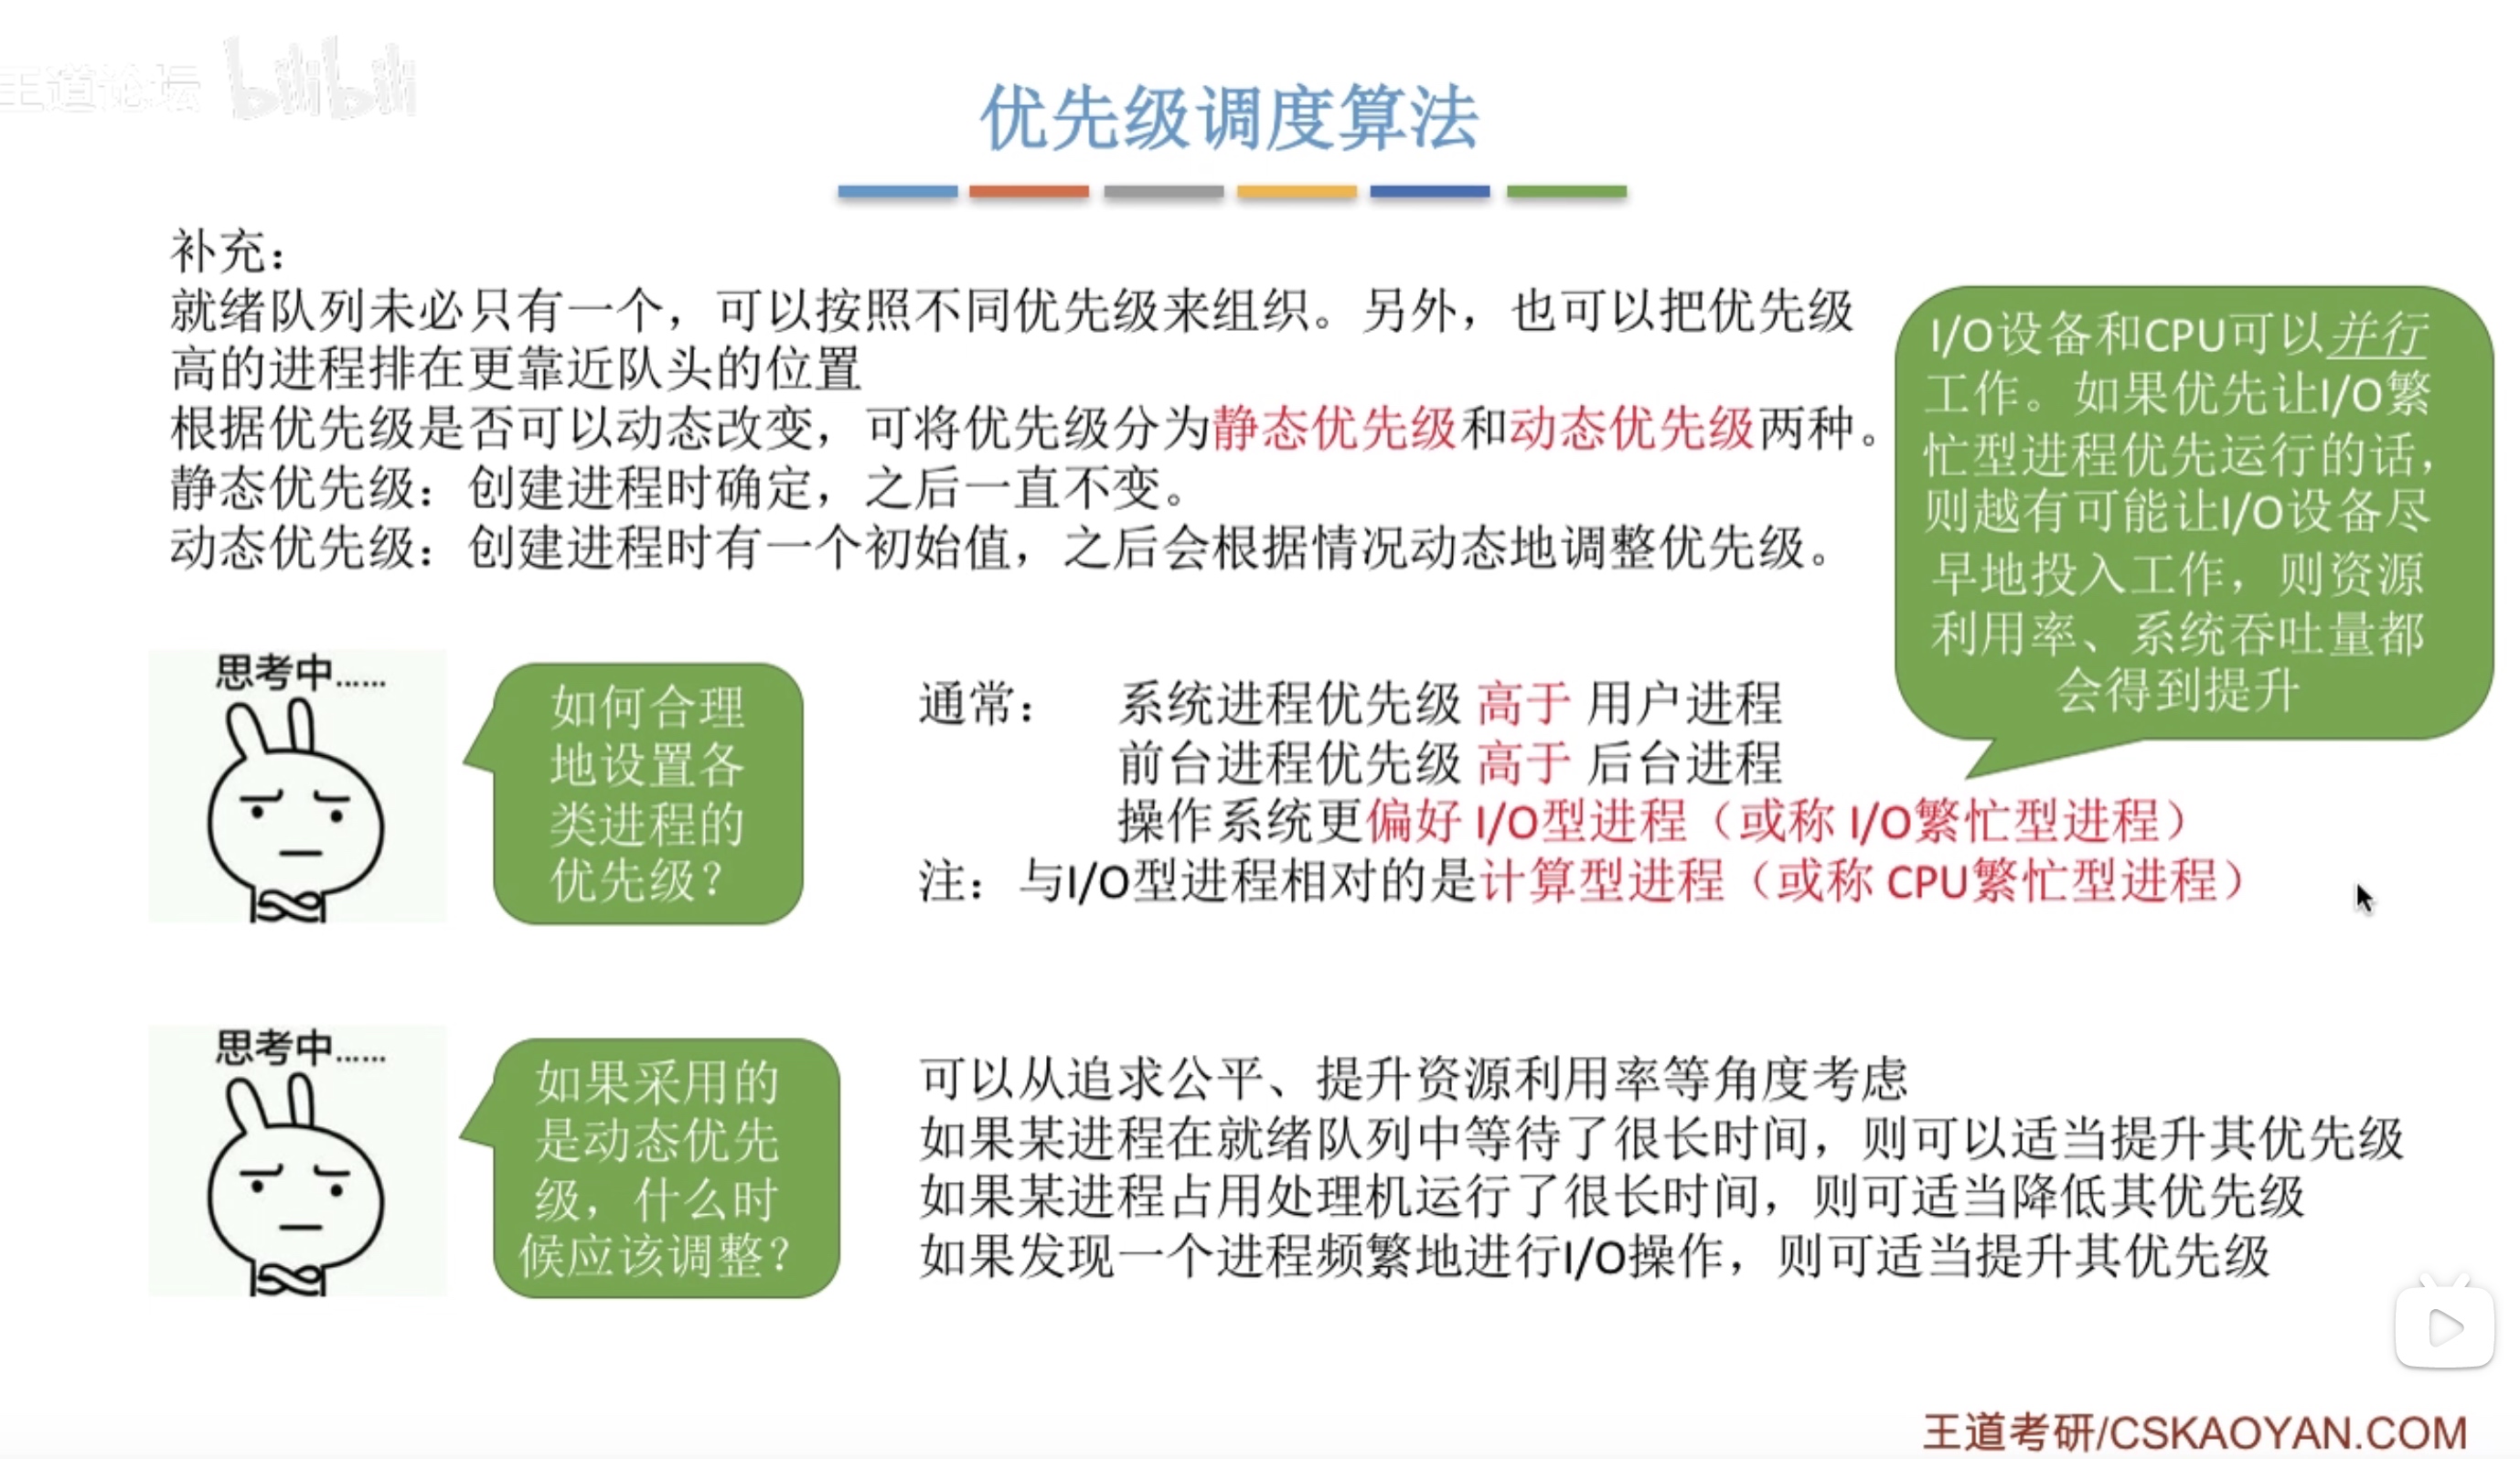 王道论坛 bilibili
优先级调度算法
补充：
就绪队列未必只有一个，可以按照不同优先级来组织。另外，也可以把优先级
高的进程排在更靠近队头的位置
根据优先级是否可以动态改变，可将优先级分为静态优先级和动态优先级两种。
静态优先级：创建进程时确定，之后一直不变。
动态优先级：创建进程时有一个初始值，之后会根据情况动态地调整优先级。
I/O设备和CPU可以并行
工作。如果优先让I/O繁
忙型进程优先运行的话，
则越有可能让I/O设备尽
早地投入工作，则资源
利用率、系统吞吐量都
会得到提升
思考中……
如何合理
地设置各
类进程的
优先级？
通常： 系统进程优先级 高于 用户进程
前台进程优先级 高于 后台进程
操作系统更偏好 I/O型进程（或称 I/O繁忙型进程）
注：与I/O型进程相对的是计算型进程（或称 CPU繁忙型进程）
思考中……
如果采用的
是动态优先
级，什么时
候应该调整？
可以从追求公平、提升资源利用率等角度考虑
如果某进程在就绪队列中等待了很长时间，则可以适当提升其优先级
如果某进程占用处理机运行了很长时间，则可适当降低其优先级
如果发现一个进程频繁地进行I/O操作，则可适当提升其优先级
王道考研/CSKAOYAN.COM